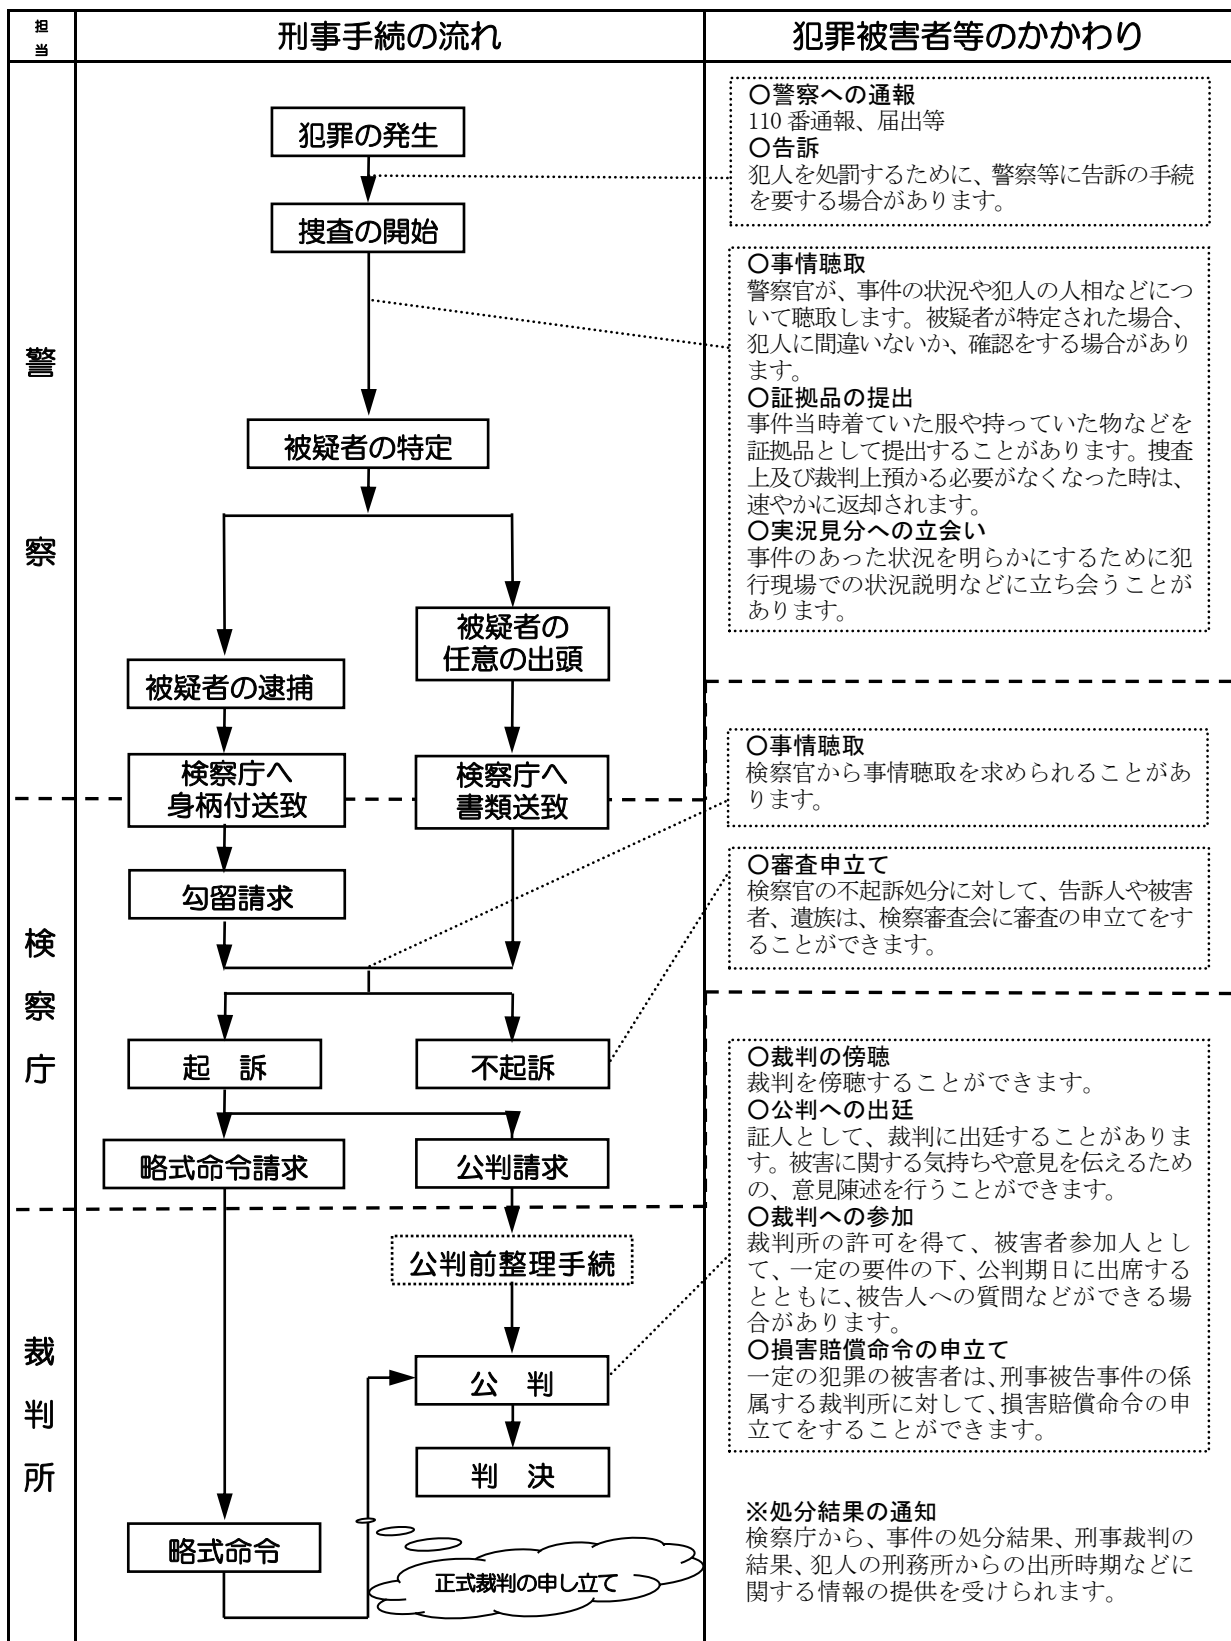 担当
刑事手続の流れ
犯罪被害者等のかかわり
警察
犯罪の発生
捜査の開始
被疑者の特定
被疑者の
任意の出頭
被疑者の逮捕
検察庁へ
身柄付送致
検察庁へ
書類送致
検察庁
勾留請求
起　訴
不起訴
略式命令請求
公判請求
裁判所
公判前整理手続
公　判
判　決
略式命令
正式裁判の申し立て
○警察への通報
110 番通報、届出等
○告訴
犯人を処罰するために、警察等に告訴の手続
を要する場合があります。
○事情聴取
警察官が、事件の状況や犯人の人相などにつ
いて聴取します。被疑者が特定された場合、
犯人に間違いないか、確認をする場合があり
ます。
○証拠品の提出
事件当時着ていた服や持っていた物などを
証拠品として提出することがあります。捜査
上及び裁判上預かる必要がなくなった時は、
速やかに返却されます。
○実況見分への立会い
事件のあった状況を明らかにするために犯
行現場での状況説明などに立ち会うことが
あります。
○事情聴取
検察官から事情聴取を求められることがあ
ります。
○審査申立て
検察官の不起訴処分に対して、告訴人や被害
者、遺族は、検察審査会に審査の申立てをす
ることができます。
○裁判の傍聴
裁判を傍聴することができます。
○公判への出廷
証人として、裁判に出廷することがありま
す。被害に関する気持ちや意見を伝えるため
の、意見陳述を行うことができます。
○裁判への参加
裁判所の許可を得て、被害者参加人とし
て、一定の要件の下、公判期日に出席する
とともに、被告人への質問などができる場
合があります。
○損害賠償命令の申立て
一定の犯罪の被害者は、刑事被告事件の係
属する裁判所に対して、損害賠償命令の申
立てをすることができます。
※処分結果の通知
検察庁から、事件の処分結果、刑事裁判の
結果、犯人の刑務所からの出所時期などに
関する情報の提供を受けられます。